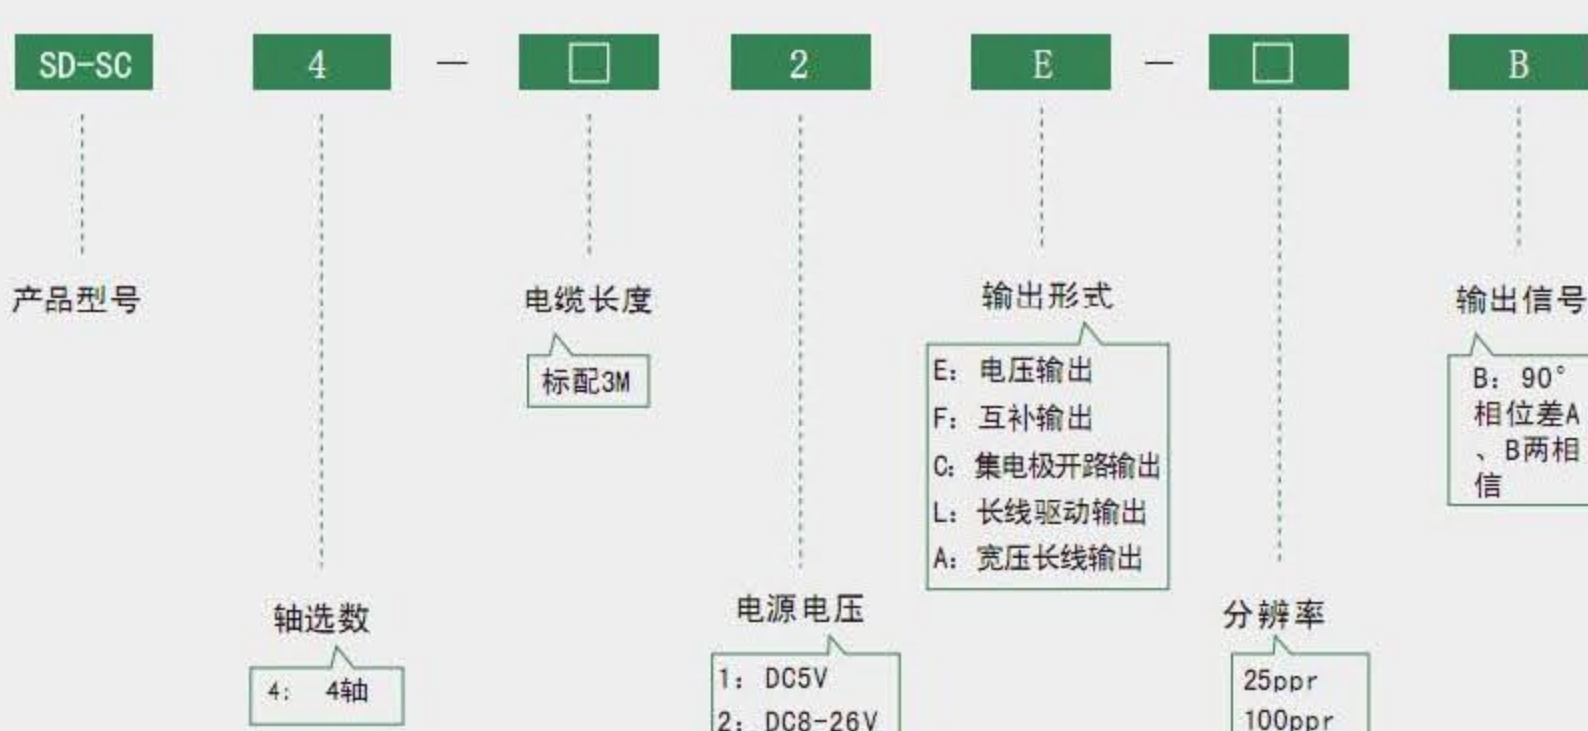 SD-SC 4 — □ 2 E — □ B
产品型号
电缆长度
标配3M
输出形式
E: 电压输出
F: 互补输出
C: 集电极开路输出
L: 长线驱动输出
A: 宽压长线输出
输出信号
B: 90°
相位差A
、B两相
信
轴选数
4: 4轴
电源电压
1: DC5V
2: DC8-26V
分辨率
25ppr
100ppr